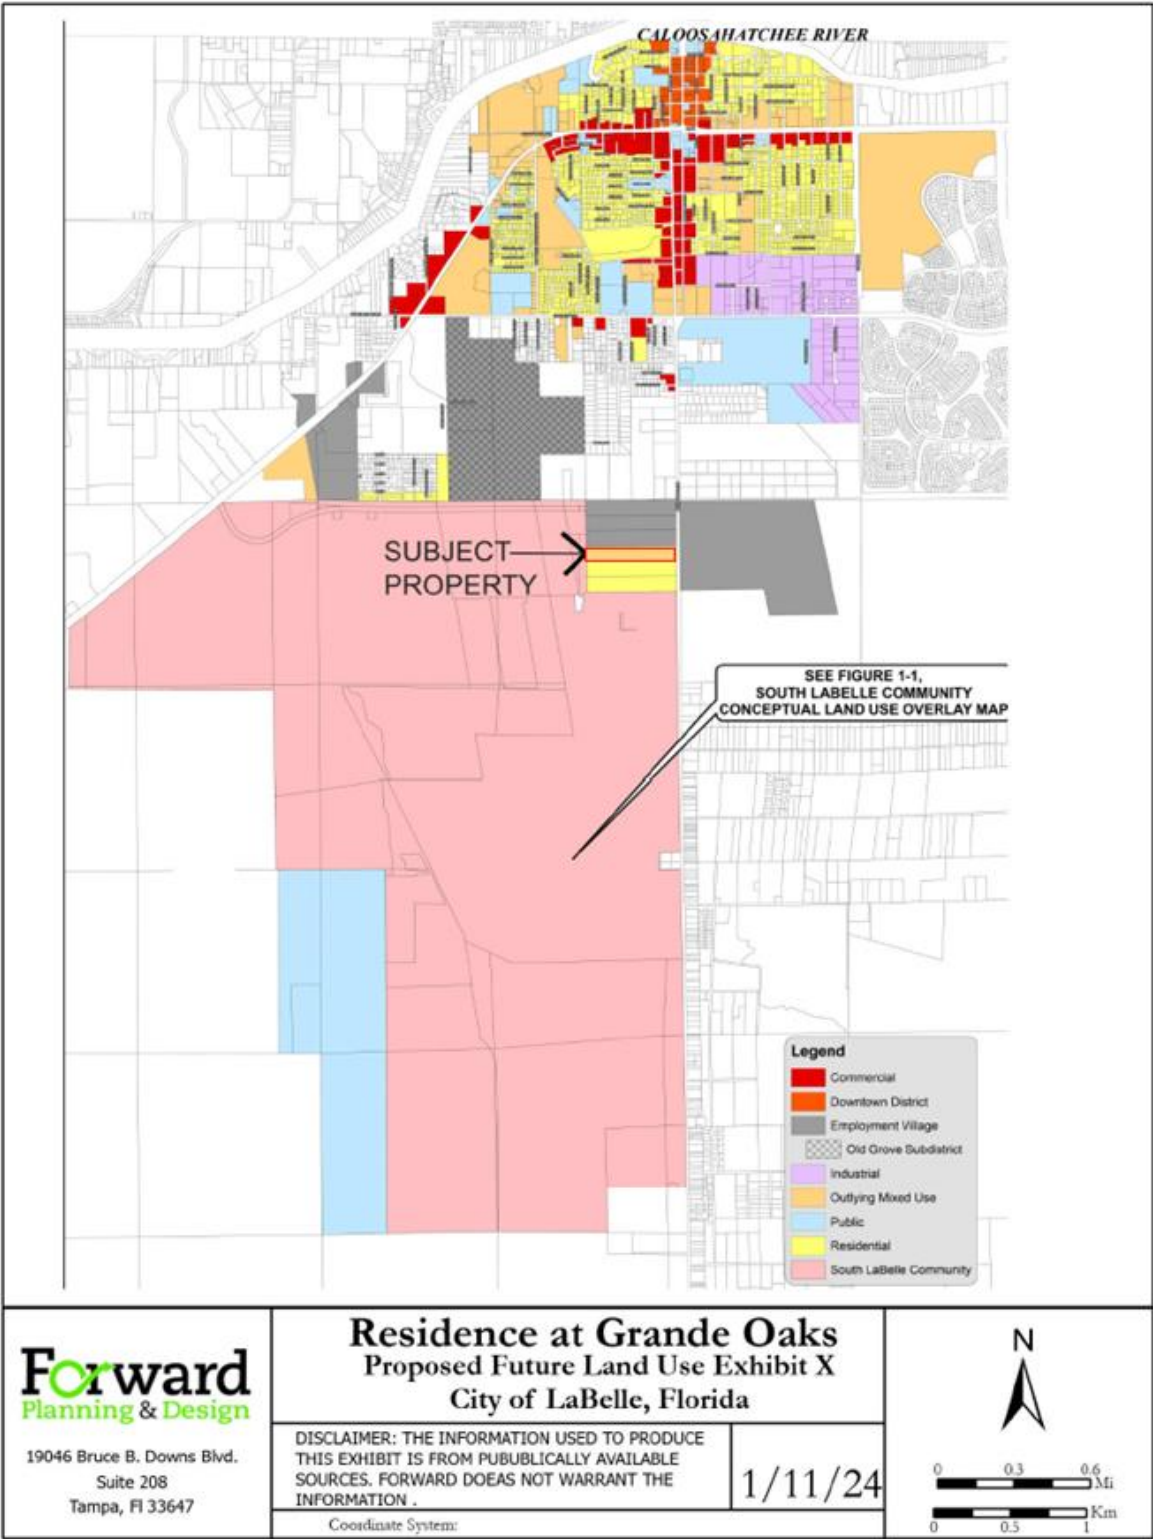 CALOOSAHATCHEE RIVER
SUBJECT
PROPERTY
SEE FIGURE 1-1,
SOUTH LABELLE COMMUNITY
CONCEPTUAL LAND USE OVERLAY MAP
Legend
Commercial
Downtown District
Employment Village
Old Grove Subdistrict
Industrial
Outlying Mixed Use
Public
Residential
South LaBelle Community
Forward
Planning & Design
19046 Bruce B. Downs Blvd.
Suite 208
Tampa, Fl 33647
Residence at Grande Oaks
Proposed Future Land Use Exhibit X
City of LaBelle, Florida
DISCLAIMER: THE INFORMATION USED TO PRODUCE
THIS EXHIBIT IS FROM PUBUBLICALLY AVAILABLE
SOURCES. FORWARD DOEAS NOT WARRANT THE
INFORMATION .
1/11/24
Coordinate System:
N
0 0.3 0.6
Mi
Km
0 0.5 1